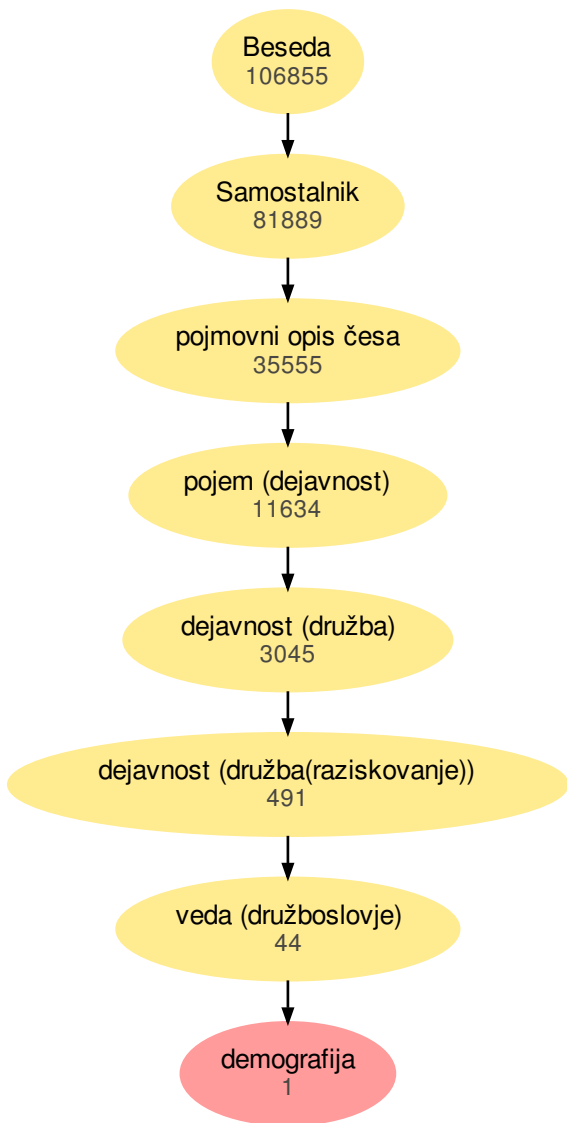 Beseda
106855
Samostalnik
81889
pojmovni opis česa
35555
pojem (dejavnost)
11634
dejavnost (družba)
3045
dejavnost (družba(raziskovanje))
491
veda (družboslovje)
44
demografija
1